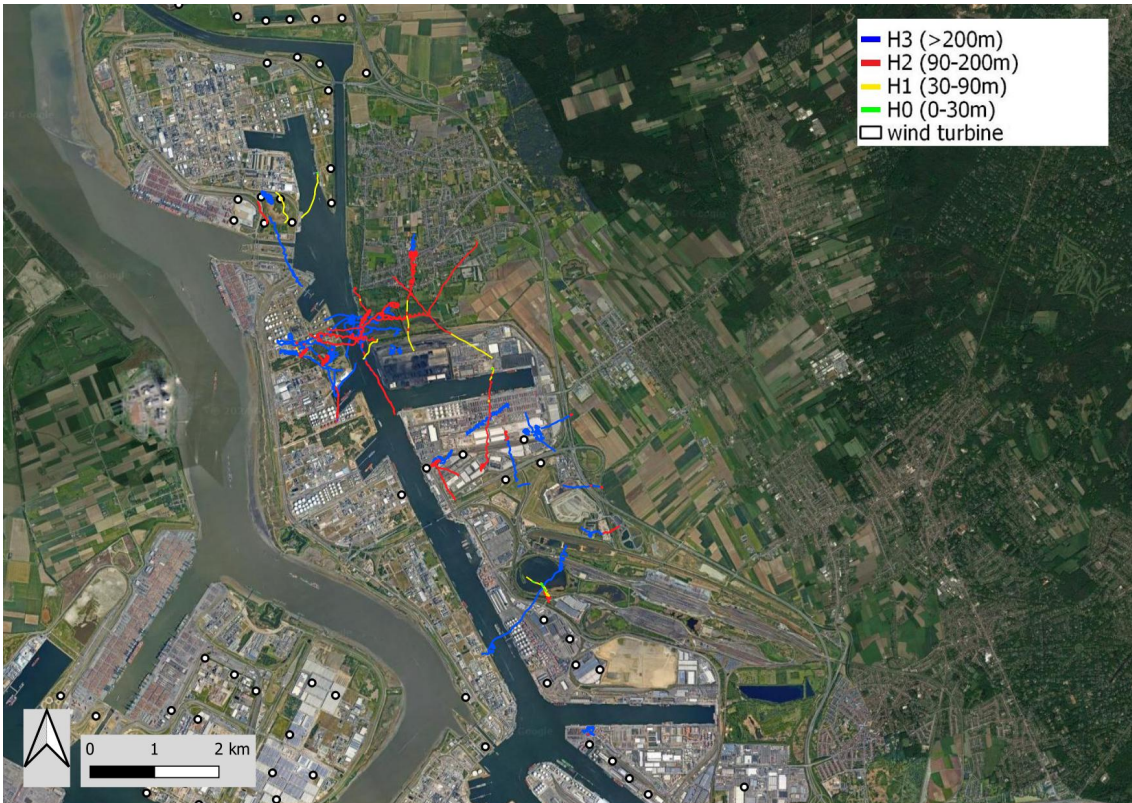 H3 (>200m)
H2 (90-200m)
H1 (30-90m)
H0 (0-30m)
wind turbine
0 1 2 km